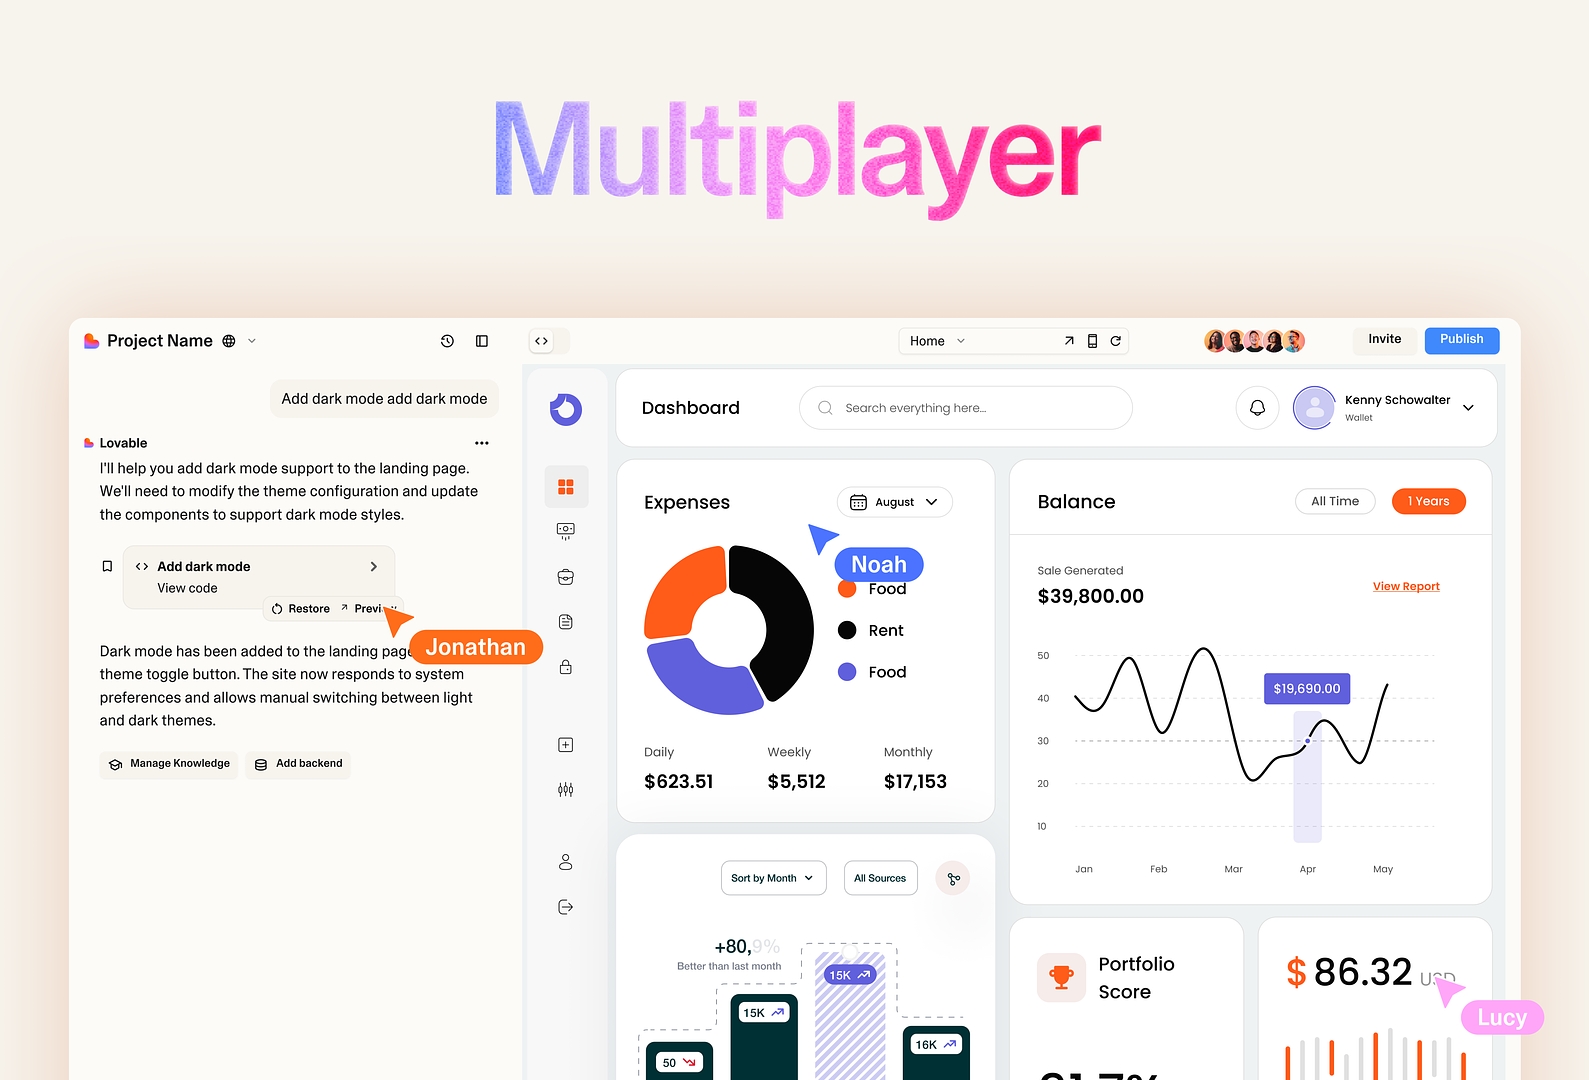 Multiplayer
Project Name
Home
Invite
Publish
Add dark mode add dark mode
Lovable
I'll help you add dark mode support to the landing page.
We'll need to modify the theme configuration and update
the components to support dark mode styles.
Add dark mode
View code
Restore
Jonathan
Dark mode has been added to the landing page
theme toggle button. The site now responds to system
preferences and allows manual switching between light
and dark themes.
Manage Knowledge
Add backend
Dashboard
Search everything here...
Kenny Schowalter
Wallet
Expenses
August
Noah
Food
Rent
Food
Daily
Weekly
Monthly
$623.51
$5,512
$17,153
Balance
All Time
1 Years
Sale Generated
$39,800.00
View Report
50
40
30
20
10
$19,690.00
Jan
Feb
Mar
Apr
May
Sort by Month
All Sources
+80,9%
Better than last month
50
15K
15K
16K
Portfolio
Score
$ 86.32 USD
Lucy